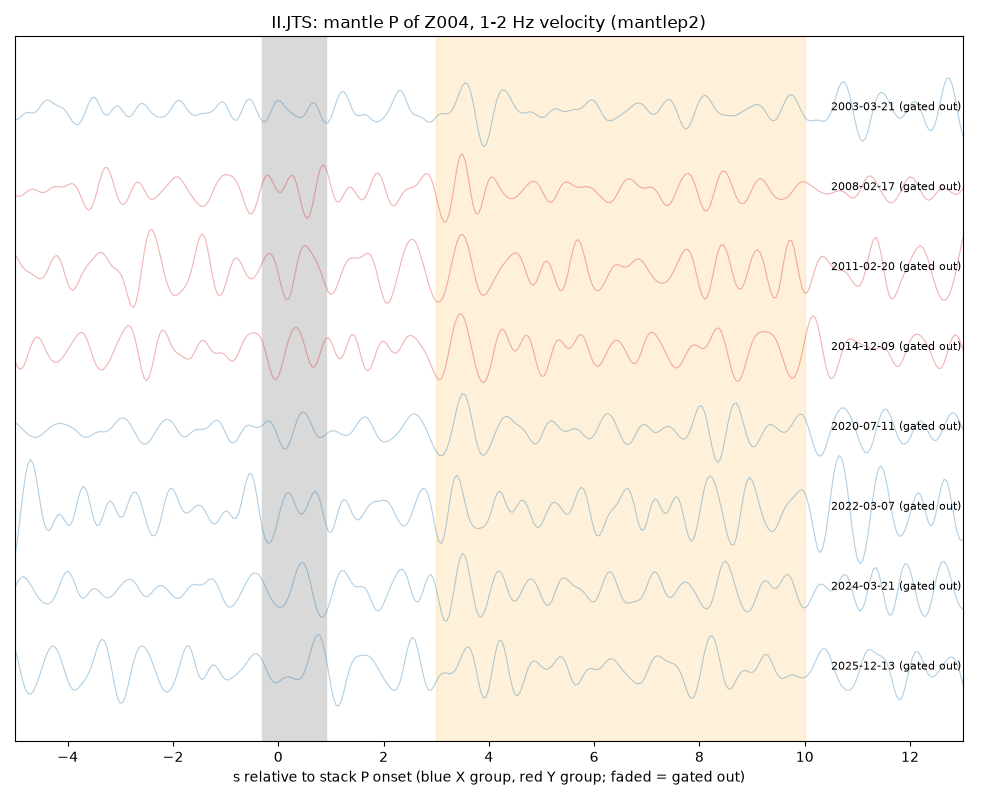 II.JTS: mantle P of Z004, 1-2 Hz velocity (mantlep2)
2003-03-21 (gated out)
2008-02-17 (gated out)
2011-02-20 (gated out)
2014-12-09 (gated out)
2020-07-11 (gated out)
2022-03-07 (gated out)
2024-03-21 (gated out)
2025-12-13 (gated out)
−4 −2 0 2 4 6 8 10 12
s relative to stack P onset (blue X group, red Y group; faded = gated out)